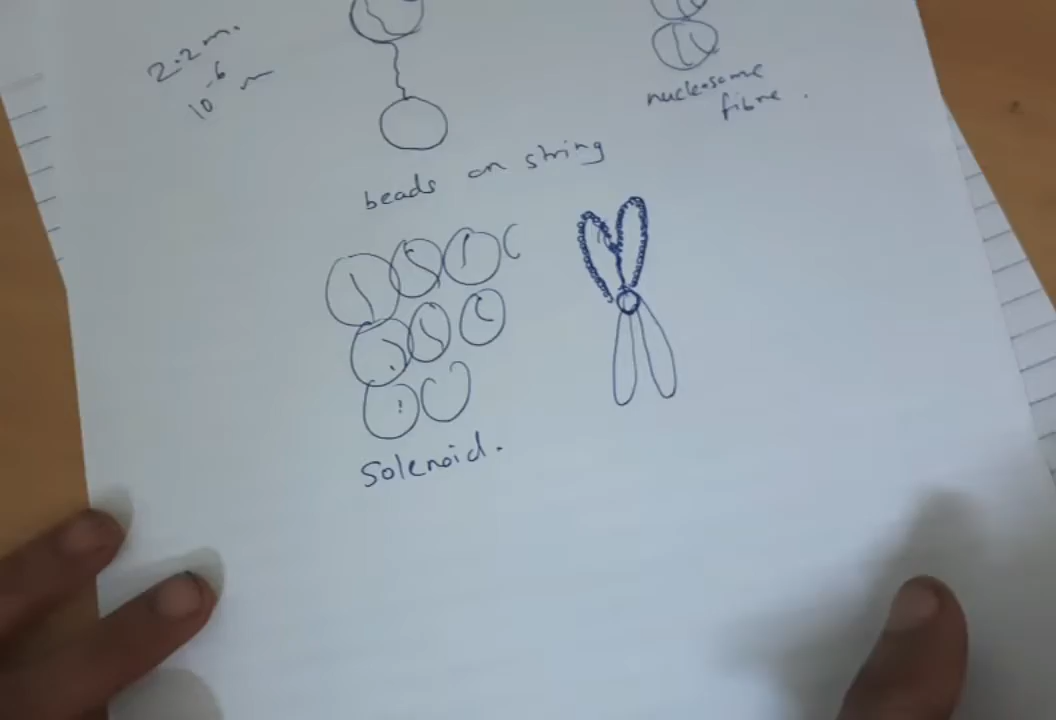 2.2 m.
10⁻⁶ m
nucleosome
fibre.
beads on string
Solenoid.